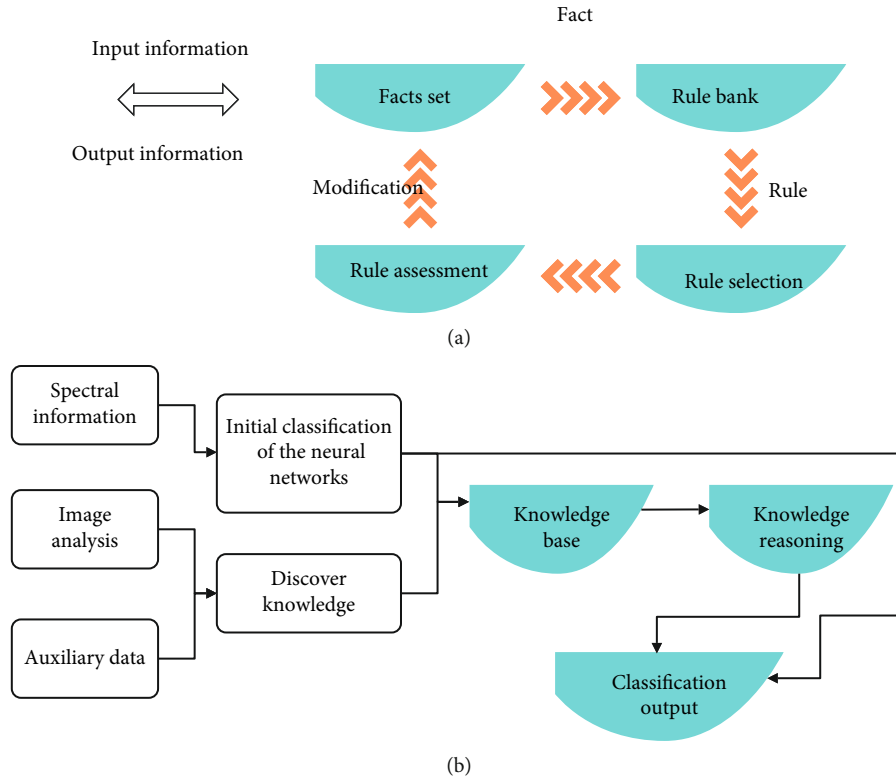 Fact
Input information
Output information
Facts set
Rule bank
Modification
Rule
Rule assessment
Rule selection
(a)
Spectral
information
Initial classification
of the neural
networks
Image
analysis
Knowledge
base
Knowledge
reasoning
Discover
knowledge
Auxiliary data
Classification
output
(b)